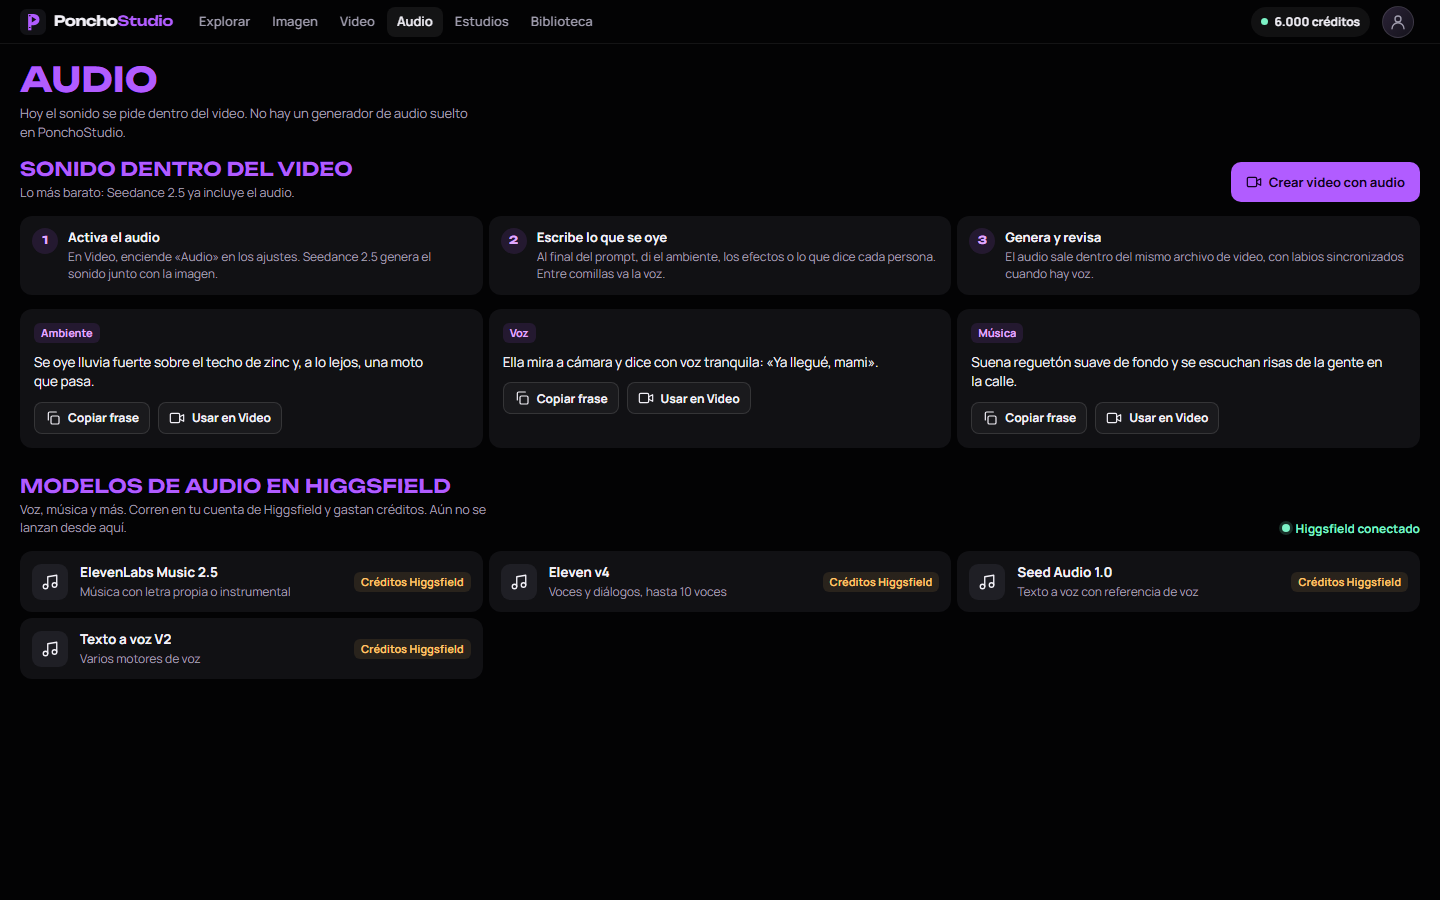 PonchoStudio Explorar Imagen Video Audio Estudios Biblioteca 6.000 créditos
AUDIO
Hoy el sonido se pide dentro del video. No hay un generador de audio suelto
en PonchoStudio.
SONIDO DENTRO DEL VIDEO
Lo más barato: Seedance 2.5 ya incluye el audio.
Crear video con audio
1 Activa el audio
En Video, enciende «Audio» en los ajustes. Seedance 2.5 genera el
sonido junto con la imagen.
2 Escribe lo que se oye
Al final del prompt, di el ambiente, los efectos o lo que dice cada persona.
Entre comillas va la voz.
3 Genera y revisa
El audio sale dentro del mismo archivo de video, con labios sincronizados
cuando hay voz.
Ambiente
Se oye lluvia fuerte sobre el techo de zinc y, a lo lejos, una moto
que pasa.
Copiar frase Usar en Video
Voz
Ella mira a cámara y dice con voz tranquila: «Ya llegué, mami».
Copiar frase Usar en Video
Música
Suena reguetón suave de fondo y se escuchan risas de la gente en
la calle.
Copiar frase Usar en Video
MODELOS DE AUDIO EN HIGGSFIELD
Voz, música y más. Corren en tu cuenta de Higgsfield y gastan créditos. Aún no se
lanzan desde aquí.
Higgsfield conectado
ElevenLabs Music 2.5
Música con letra propia o instrumental
Créditos Higgsfield
Eleven v4
Voces y diálogos, hasta 10 voces
Créditos Higgsfield
Seed Audio 1.0
Texto a voz con referencia de voz
Créditos Higgsfield
Texto a voz V2
Varios motores de voz
Créditos Higgsfield